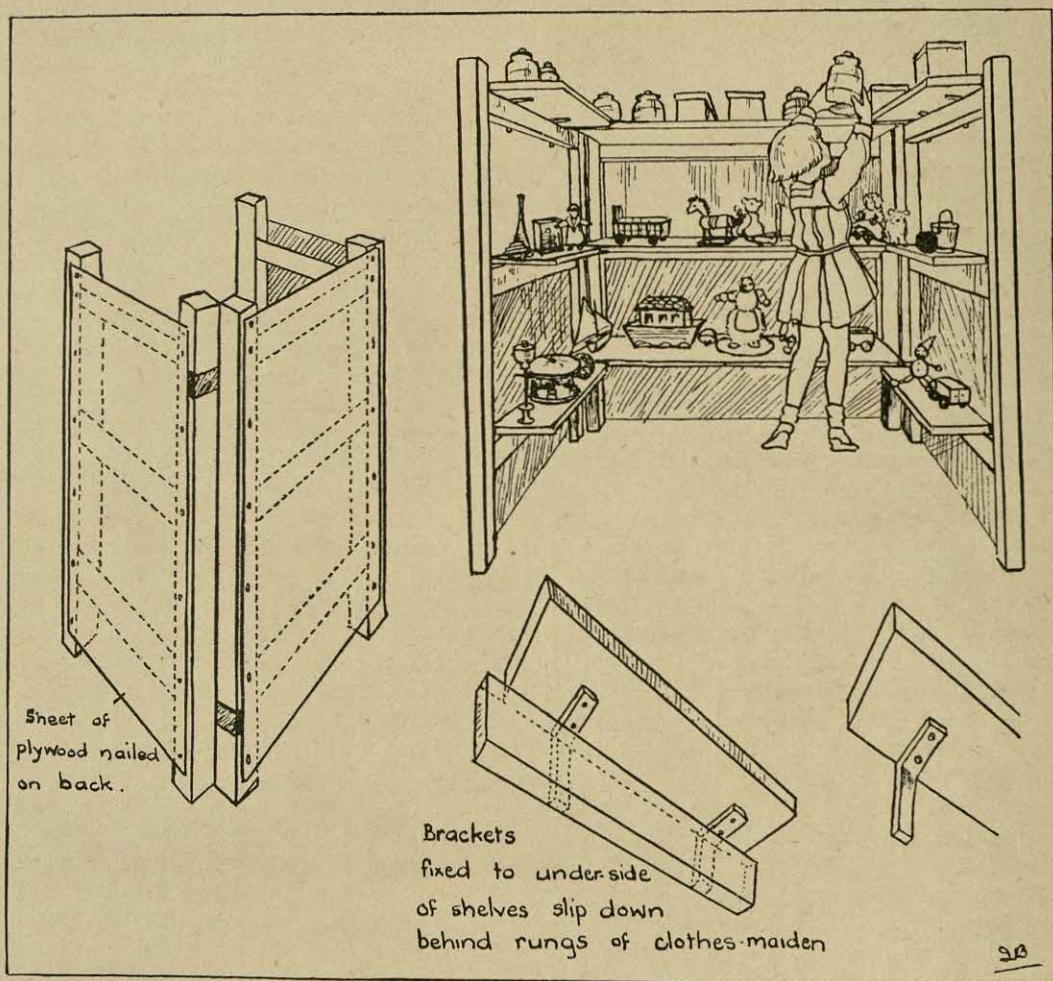 Sheet of
plywood nailed
on back.
Brackets
fixed to under-side
of shelves slip down
behind rungs of clothes-maiden